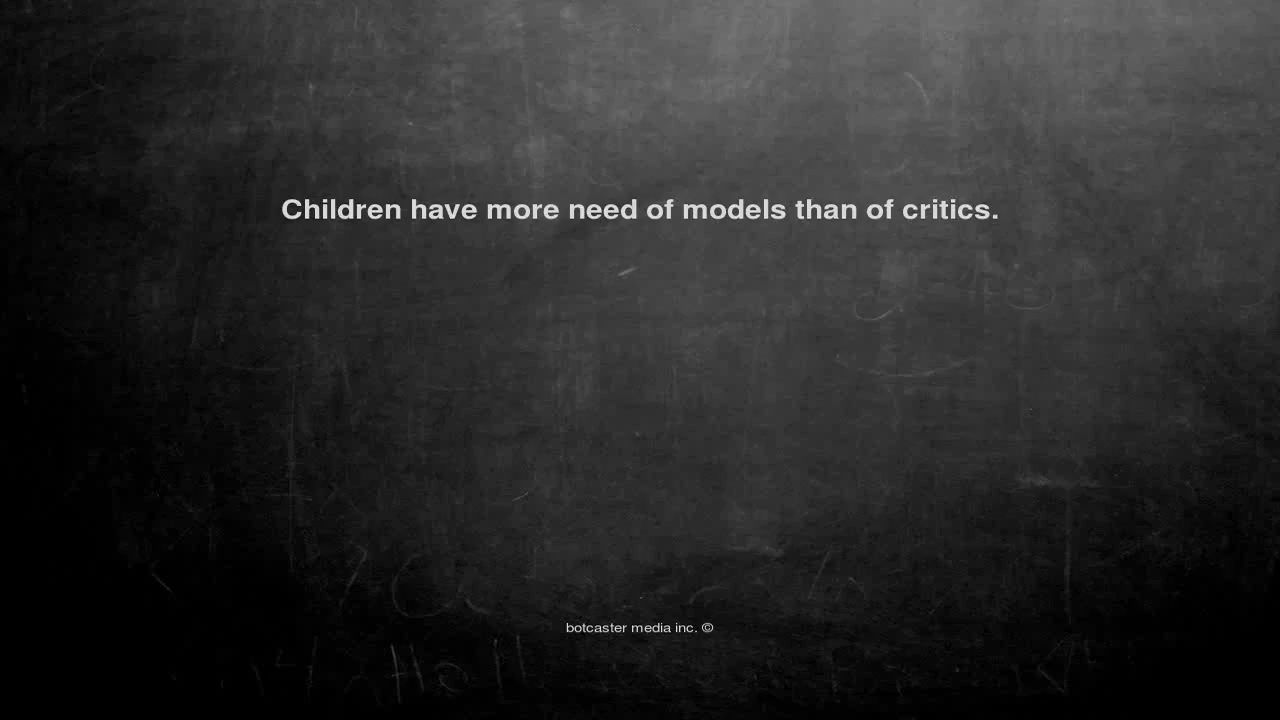 Children have more need of models than of critics.
botcaster media inc. ©